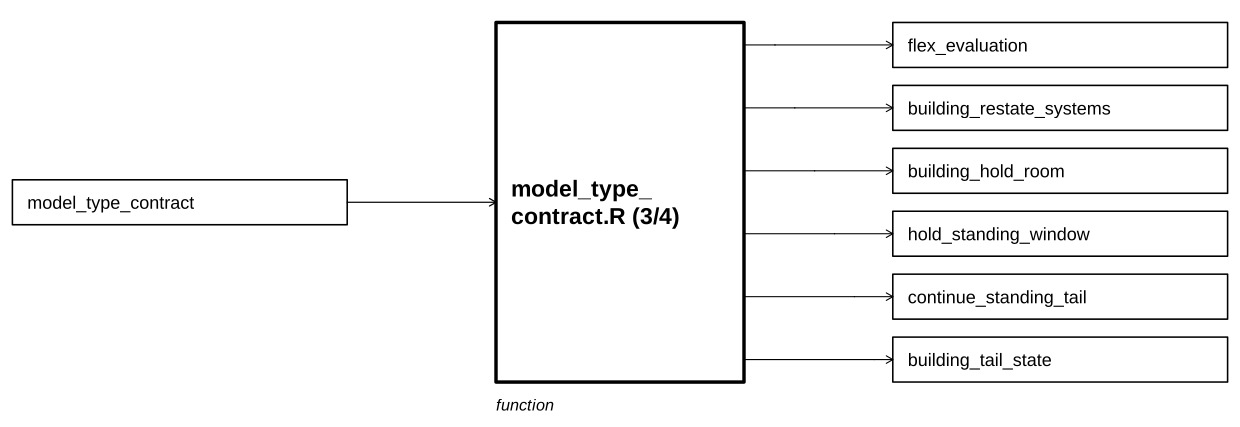 model_type_contract
model_type_
contract.R (3/4)
function
flex_evaluation
building_restate_systems
building_hold_room
hold_standing_window
continue_standing_tail
building_tail_state